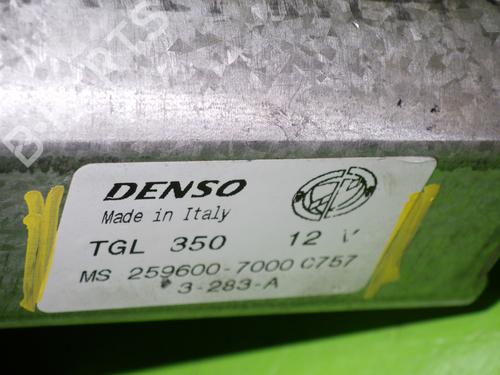 DENSO
Made in Italy
TGL 350 12 V
MS 259600-7000 C757
3-283-A